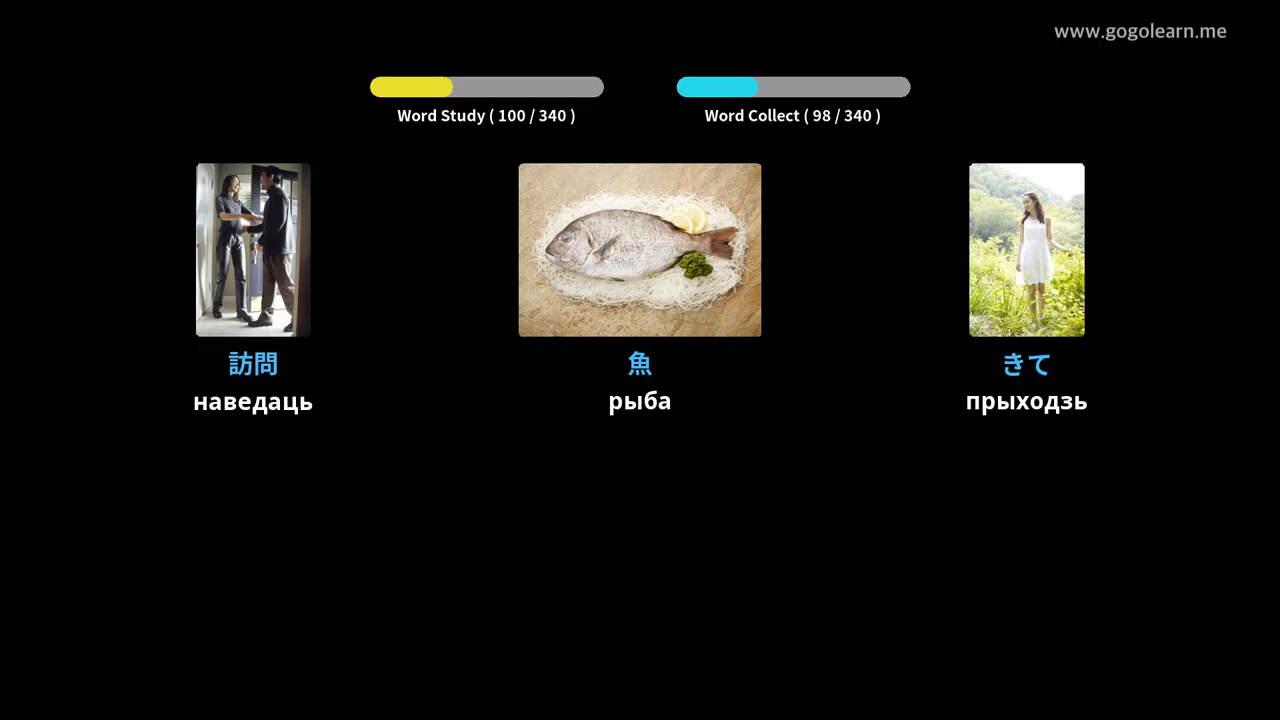 www.gogolearn.me
Word Study ( 100 / 340 )
Word Collect ( 98 / 340 )
訪問
魚
きて
наведаць
рыба
прыходзь